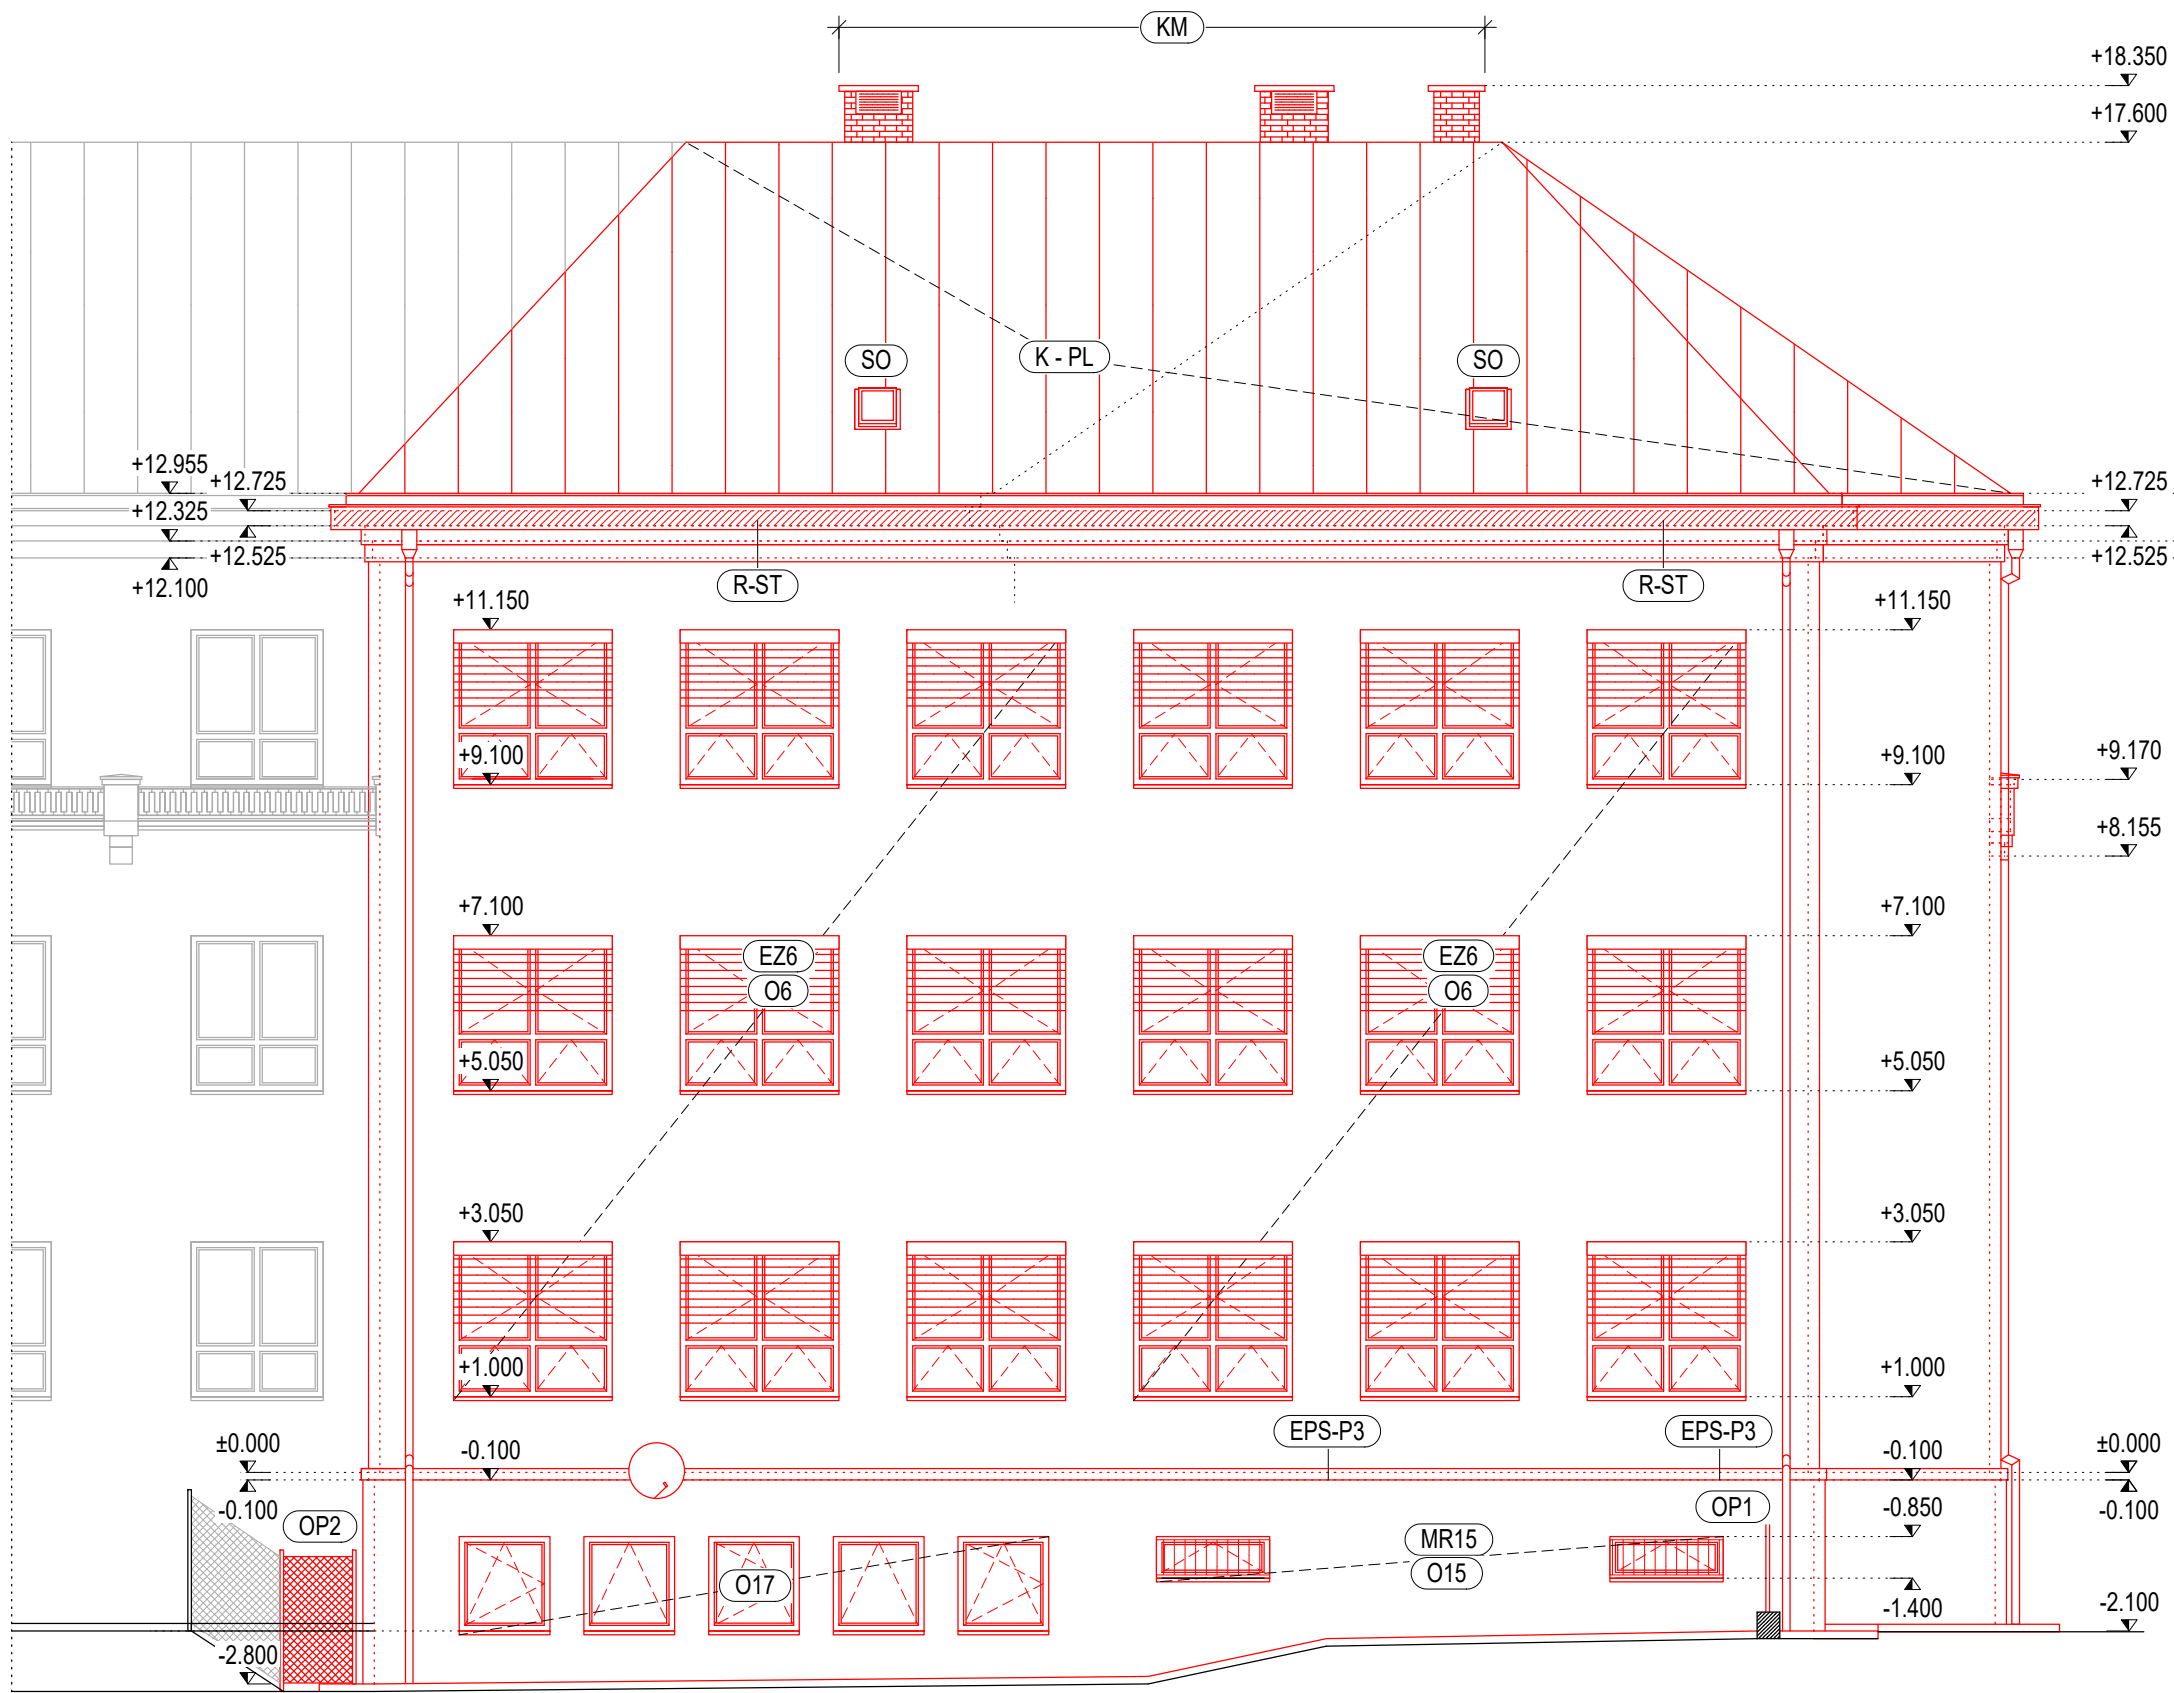 KM
+18.350
+17.600
SO
K - PL
SO
+12.955
+12.725
+12.725
+12.325
+12.525
+12.525
+12.100
R-ST
R-ST
+11.150
+11.150
+9.100
+9.100
+9.170
+8.155
+7.100
+7.100
EZ6
EZ6
O6
O6
+5.050
+5.050
+3.050
+3.050
+1.000
+1.000
EPS-P3
EPS-P3
±0.000
-0.100
-0.100
±0.000
-0.100
OP2
OP1
-0.850
-0.100
MR15
O17
O15
-1.400
-2.100
-2.800